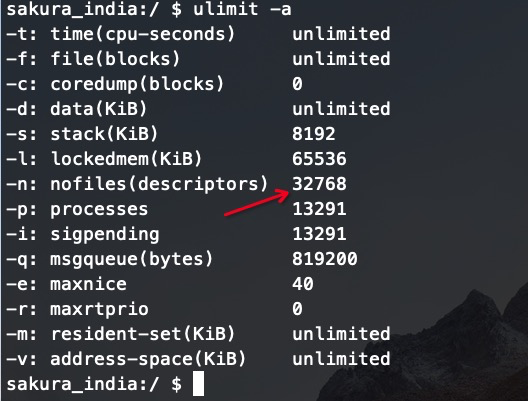 sakura_india:/ $ ulimit -a
-t: time(cpu-seconds) unlimited
-f: file(blocks) unlimited
-c: coredump(blocks) 0
-d: data(KiB) unlimited
-s: stack(KiB) 8192
-l: lockedmem(KiB) 65536
-n: nofiles(descriptors) 32768
-p: processes 13291
-i: sigpending 13291
-q: msgqueue(bytes) 819200
-e: maxnice 40
-r: maxrtprio 0
-m: resident-set(KiB) unlimited
-v: address-space(KiB) unlimited
sakura_india:/ $